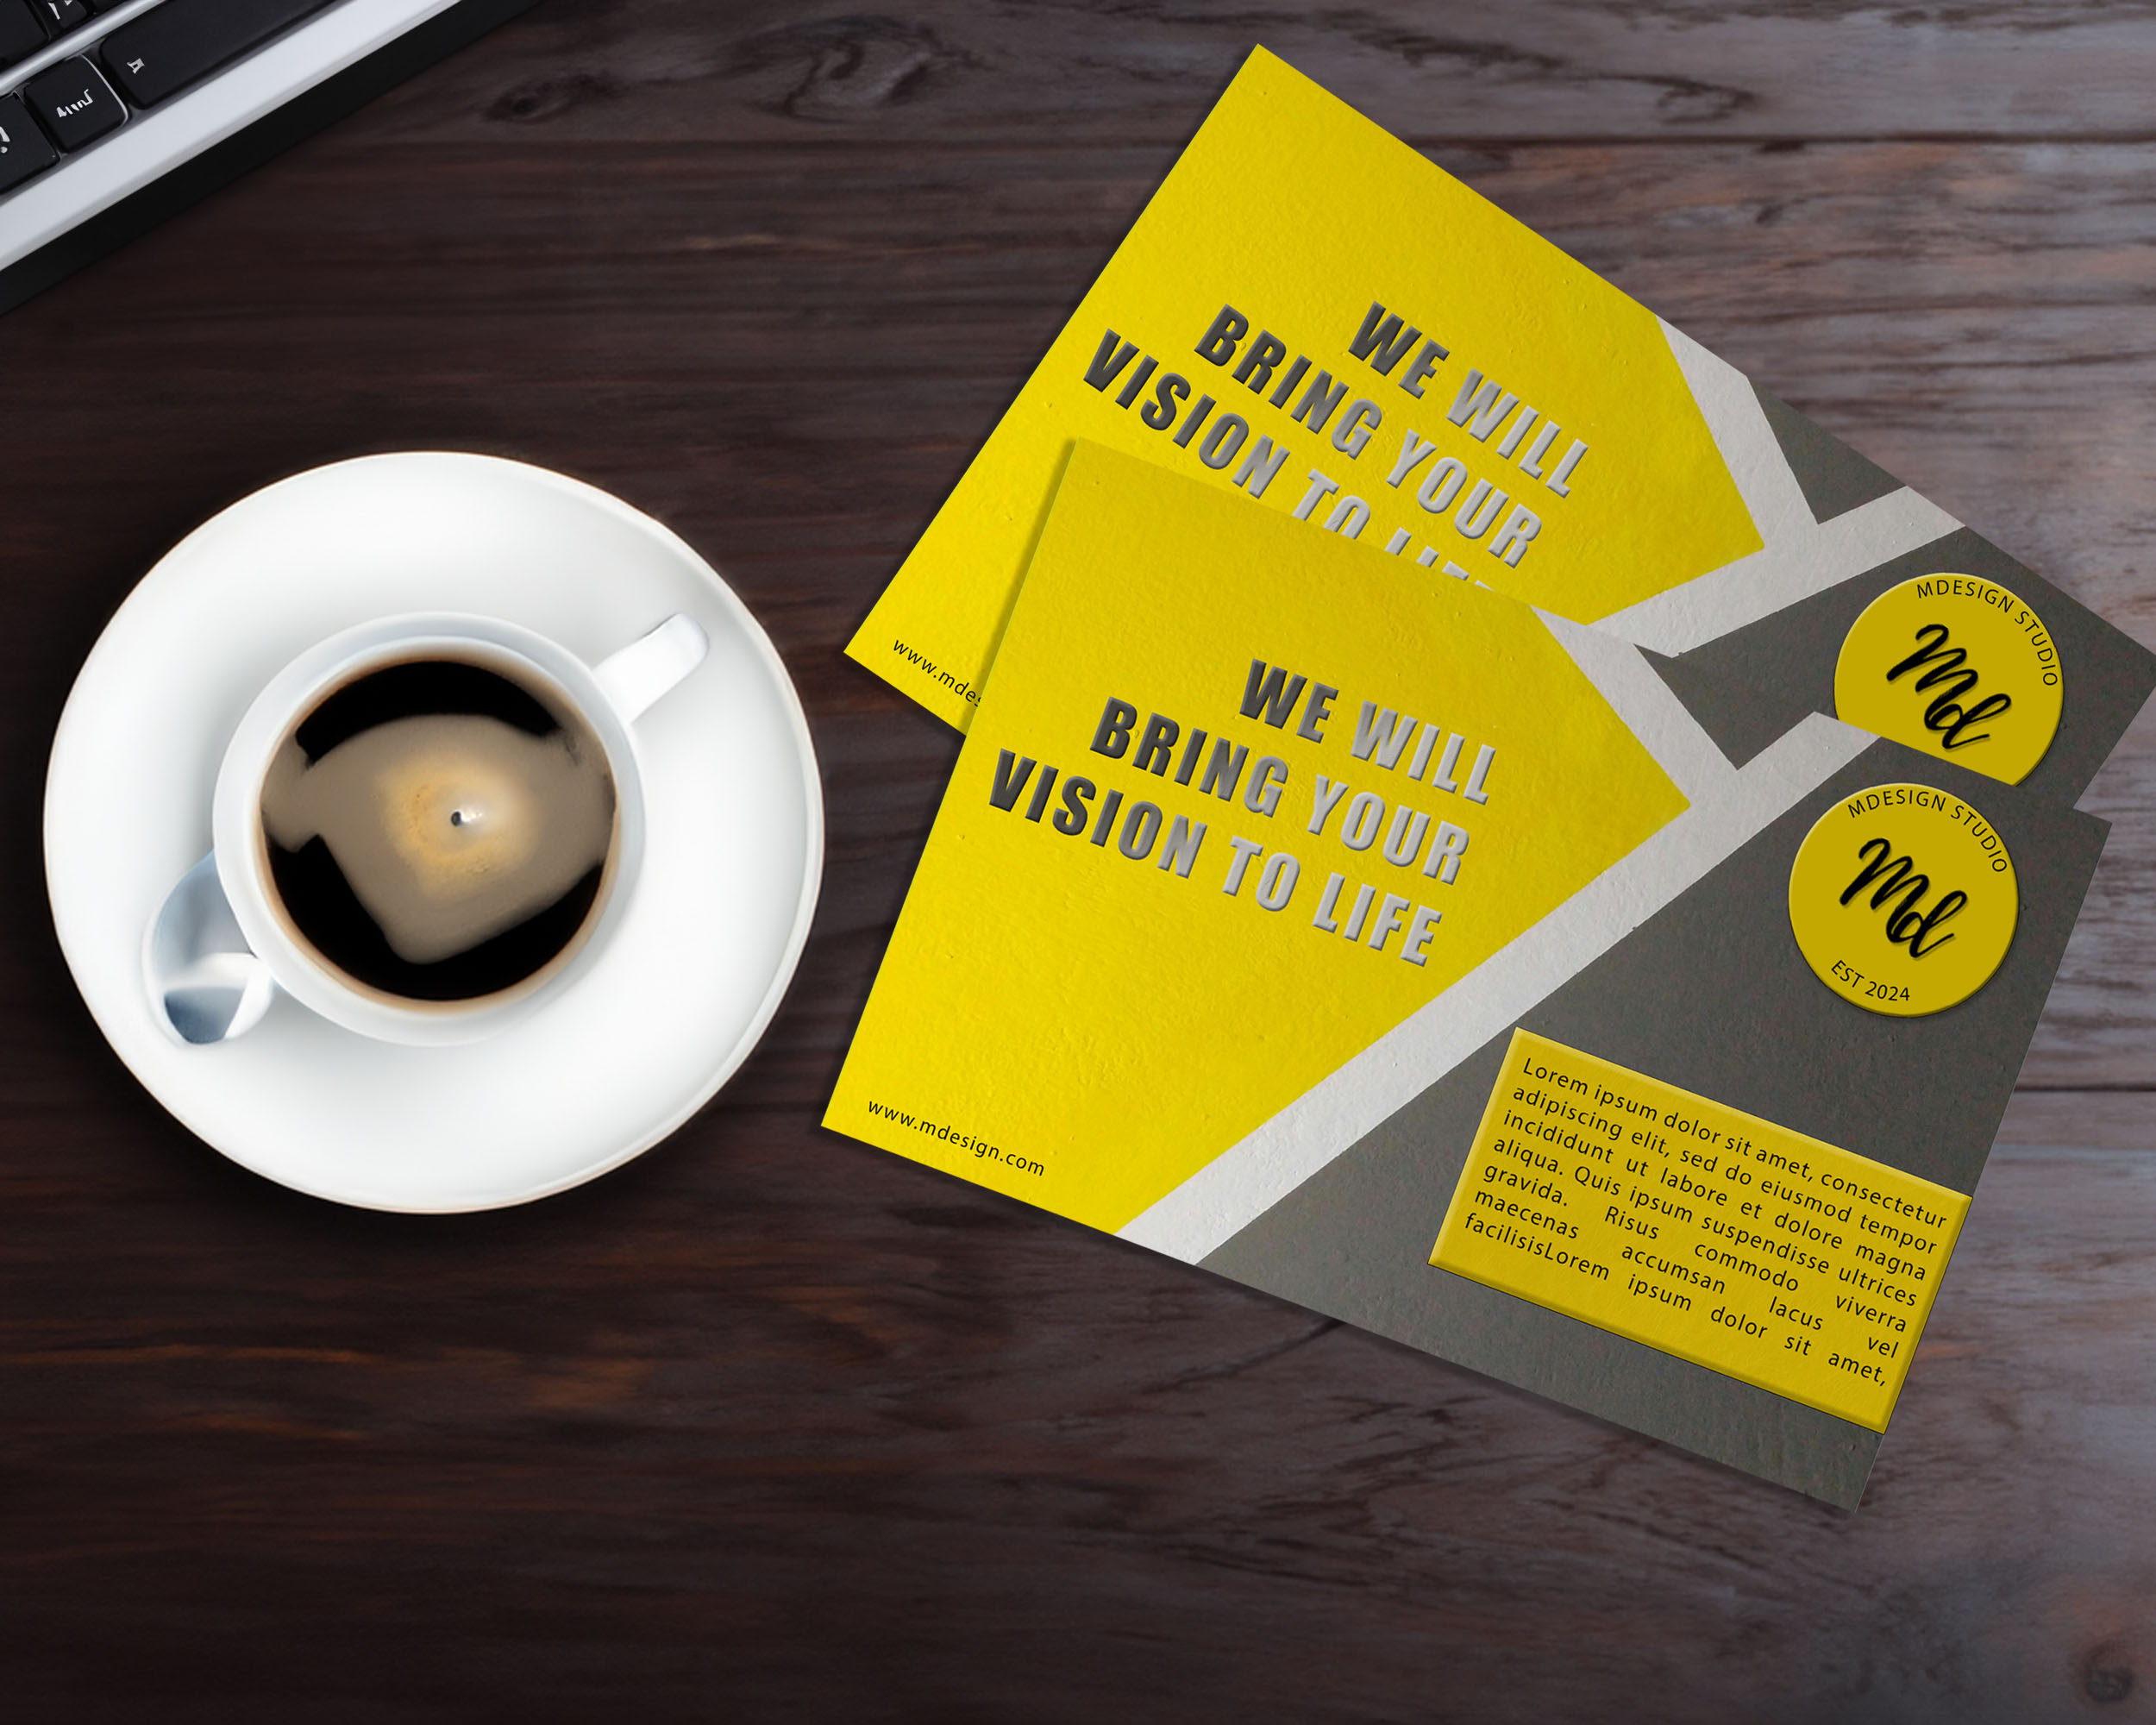 WE WILL
BRING YOUR
VISION TO
www.mdes
MDESIGN STUDIO
Md
WE WILL
BRING YOUR
VISION TO LIFE
www.mdesign.com
MDESIGN STUDIO
Md
EST 2024
Lorem ipsum dolor sit amet, consectetur
adipiscing elit, sed do eiusmod tempor
incididunt ut labore et dolore magna
aliqua. Quis ipsum suspendisse ultrices
gravida. Risus commodo viverra
maecenas accumsan lacus vel
facilisisLorem ipsum dolor sit amet,